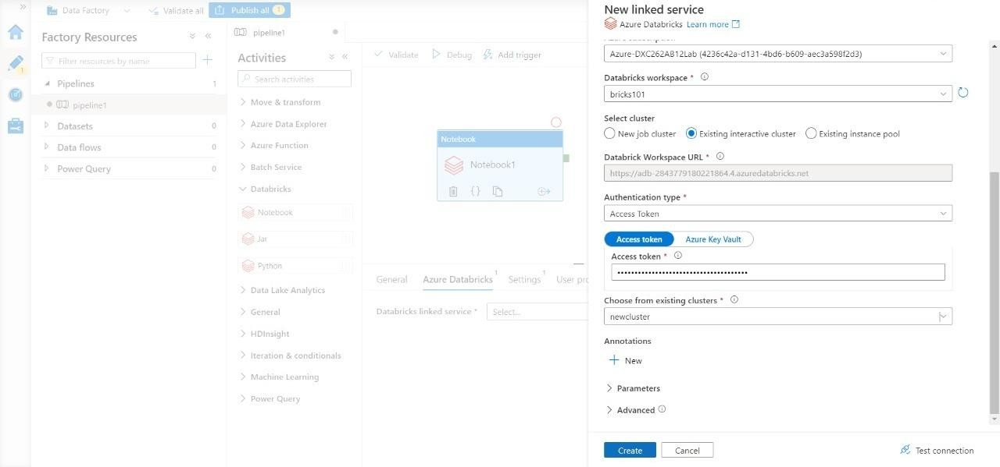 Data Factory
Validate all
Publish all 1
Factory Resources
Filter resources by name
Pipelines 1
pipeline1
Datasets 0
Data flows 0
Power Query 0
pipeline1
Activities
Search activities
Move & transform
Azure Data Explorer
Azure Function
Batch Service
Databricks
Notebook
Jar
Python
Data Lake Analytics
General
HDInsight
Iteration & conditionals
Machine Learning
Power Query
Validate Debug Add trigger
Notebook
Notebook1
General Azure Databricks 1 Settings 1 User pro
Databricks linked service * Select...
New linked service
Azure Databricks Learn more
Azure subscription
Azure-DXC262AB12Lab (4236c42a-d131-4bd6-b609-aec3a598f2d3)
Databricks workspace *
bricks101
Select cluster
New job cluster Existing interactive cluster Existing instance pool
Databrick Workspace URL *
https://adb-2843779180221864.4.azuredatabricks.net
Authentication type *
Access Token
Access token Azure Key Vault
Access token *
Choose from existing clusters *
newcluster
Annotations
New
Parameters
Advanced
Create Cancel Test connection